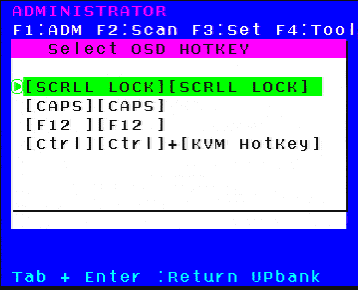 ADMINISTRATOR
F1:ADM F2:Scan F3:Set F4:Tool
Select OSD HOTKEY
[SCRLL LOCK][SCRLL LOCK]
[CAPS][CAPS]
[F12 ][F12 ]
[Ctrl][Ctrl]+[KVM HotKey]
Tab + Enter :Return UPbank